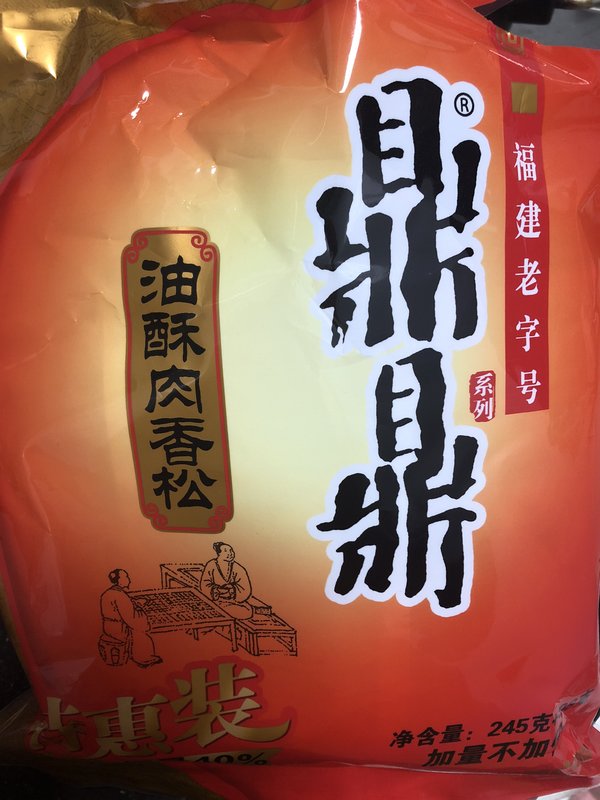 福建老字号
鼎鼎®
系列
油酥肉香松
惠装
净含量：245克
加量不加